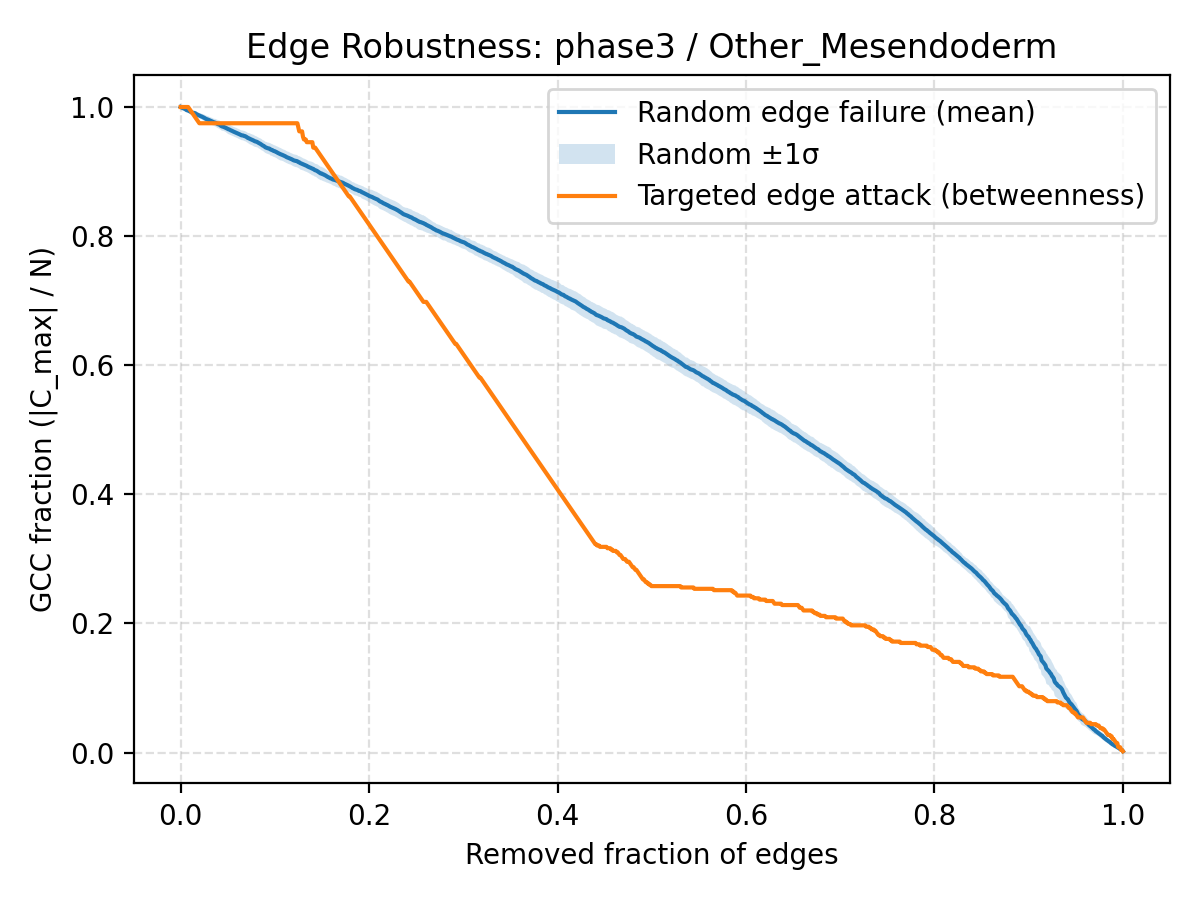 Edge Robustness: phase3 / Other_Mesendoderm
Random edge failure (mean)
Random ±1σ
Targeted edge attack (betweenness)
GCC fraction (|C_max| / N)
1.0
0.8
0.6
0.4
0.2
0.0
0.0 0.2 0.4 0.6 0.8 1.0
Removed fraction of edges